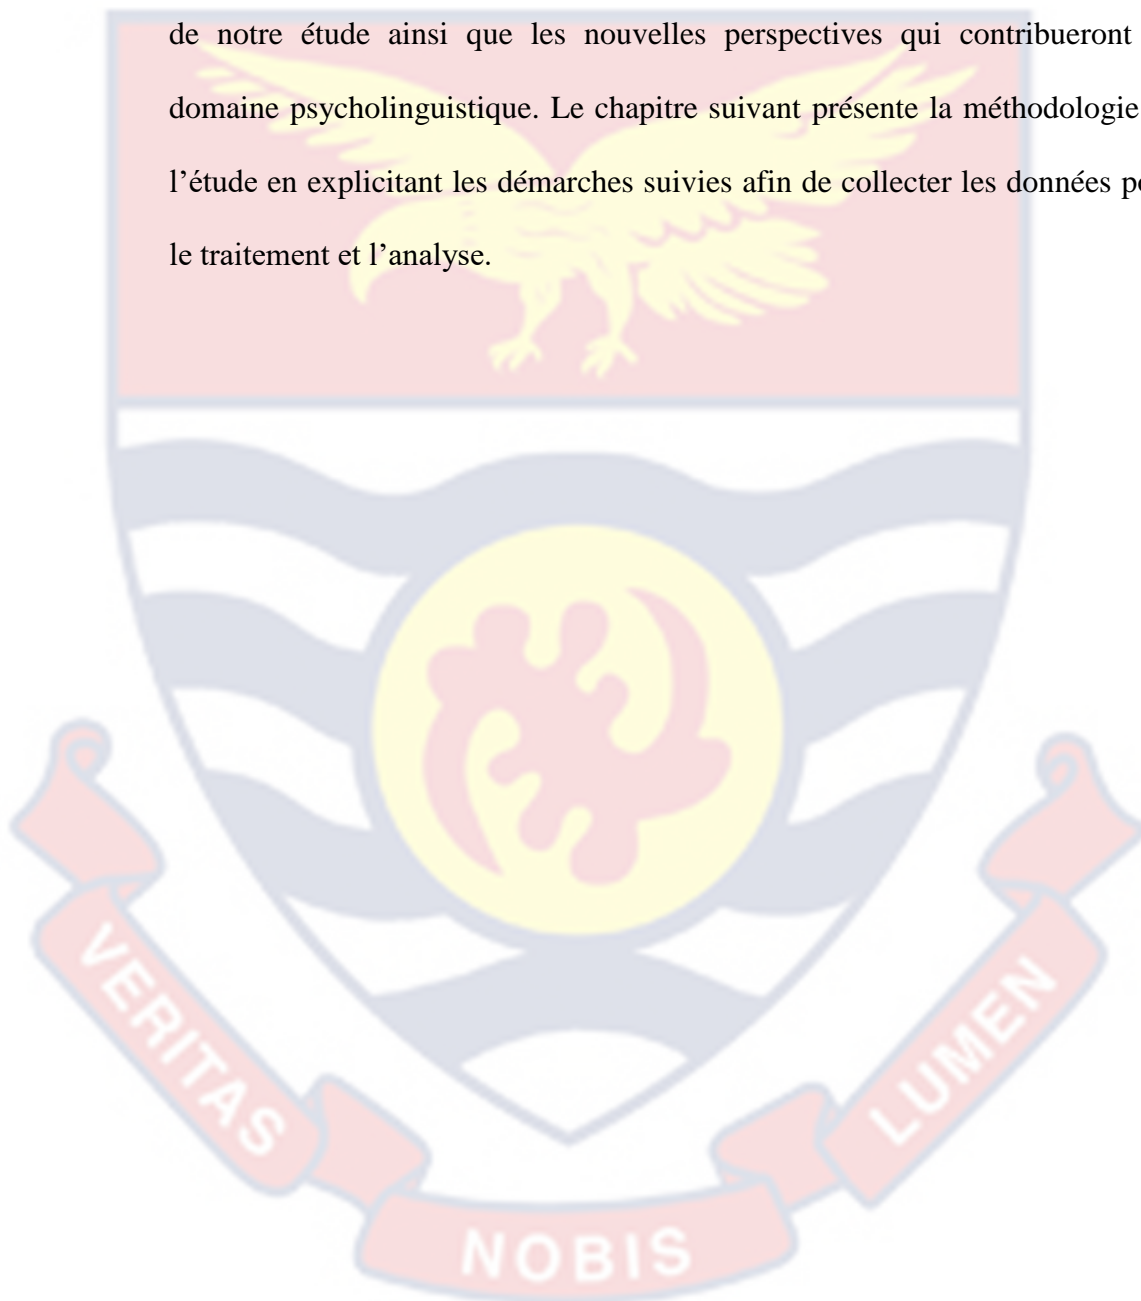 de notre étude ainsi que les nouvelles perspectives qui contribueront
domaine psycholinguistique. Le chapitre suivant présente la méthodologie
l’étude en explicitant les démarches suivies afin de collecter les données
le traitement et l’analyse.
VERITAS
NOBIS
LUMEN